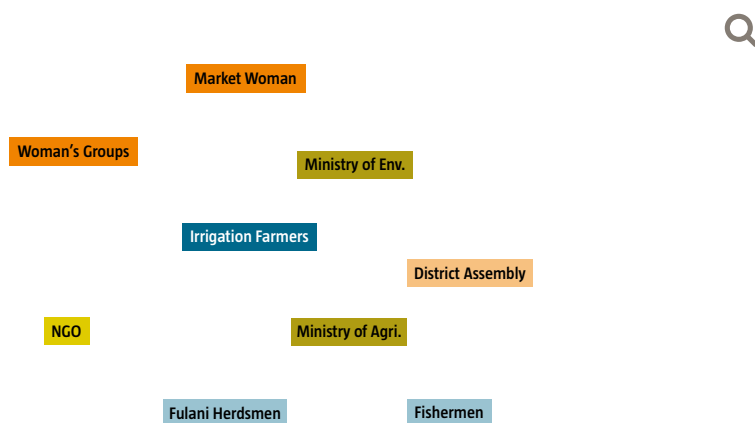 Market Woman
Woman's Groups
Ministry of Env.
Irrigation Farmers
District Assembly
NGO
Ministry of Agri.
Fulani Herdsmen
Fishermen